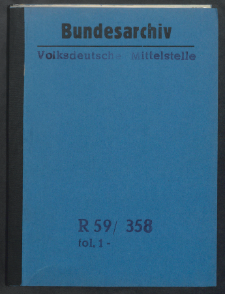 Bundesarchiv
Volksdeutsche Mittelstelle
R 59/ 358
fol. 1-